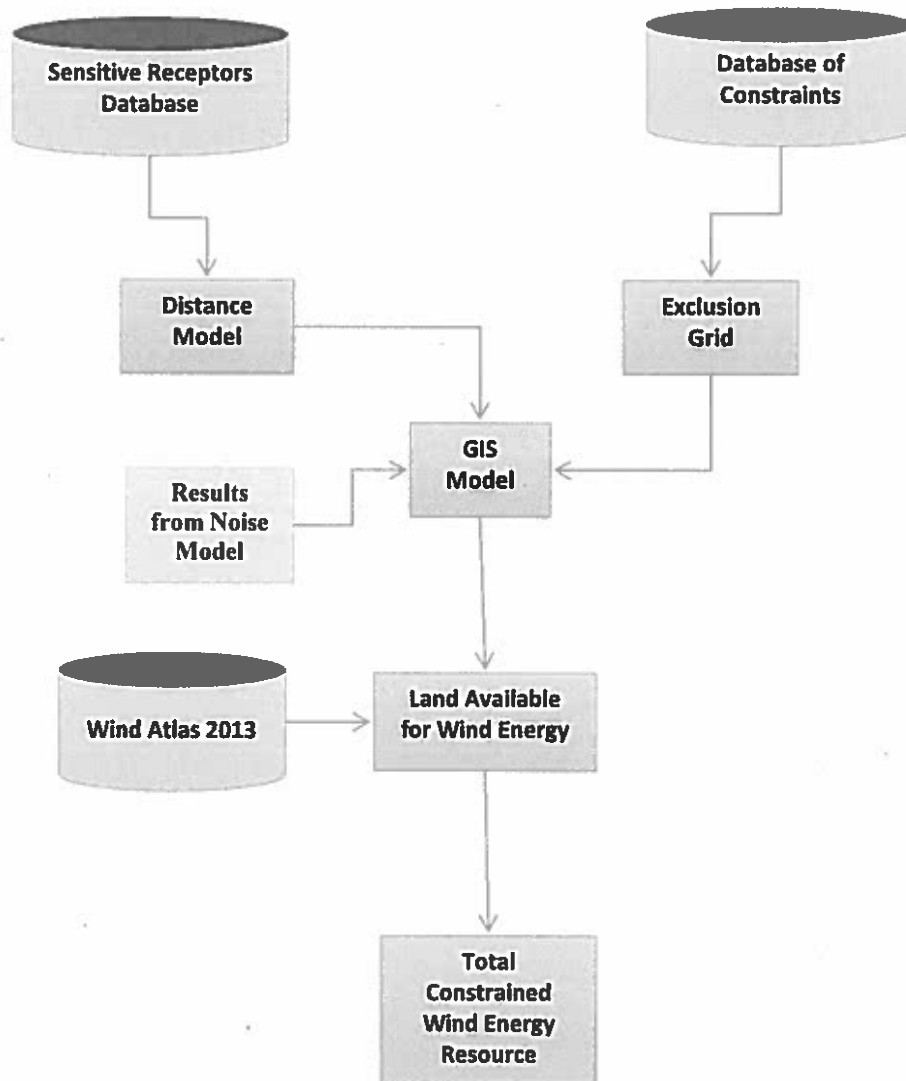 Sensitive Receptors
Database
Database of
Constraints
Distance
Model
Exclusion
Grid
GIS
Model
Results
from Noise
Model
Wind Atlas 2013
Land Available
for Wind Energy
Total
Constrained
Wind Energy
Resource